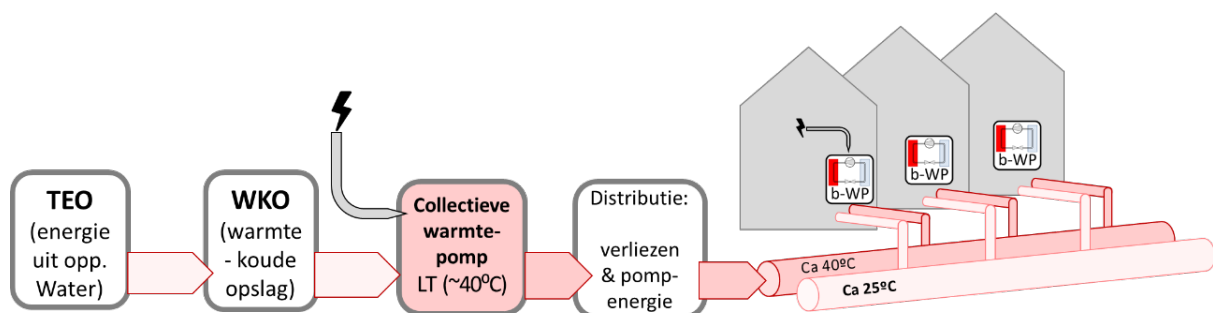 TEO
(energie
uit opp.
Water)
WKO
(warmte
- koude
opslag)
Collectieve
warmte-
pomp
LT (~40⁰C)
Distributie:
verliezen
& pomp-
energie
b-WP
b-WP
b-WP
Ca 40ºC
Ca 25ºC